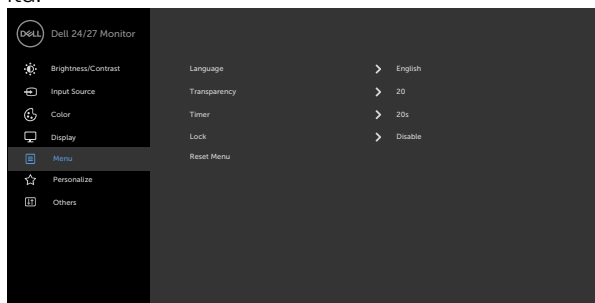 DELL Dell 24/27 Monitor
Brightness/Contrast Language English
Input Source Transparency 20
Color Timer 20s
Display Lock Disable
Menu Reset Menu
Personalize
Others